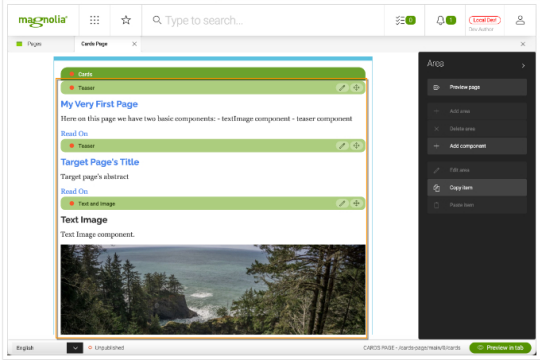 magnolia
Type to search...
0
1
Local Dev
Dev Author
Pages
Cards Page
Cards
Teaser
My Very First Page
Here on this page we have two basic components: - textImage component - teaser component
Read On
Teaser
Target Page's Title
Target page's abstract
Read On
Text and Image
Text Image
Text Image component.
Area
Preview page
Add area
Delete area
Add component
Edit area
Copy item
Paste item
English
Unpublished
CARDS PAGE - /cards-page/main/0/cards
Preview in tab